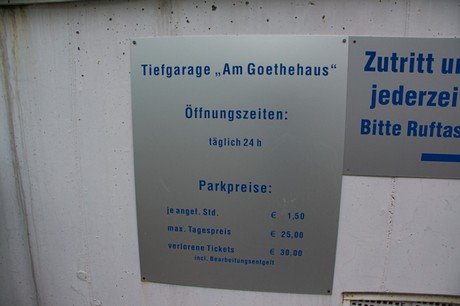 Tiefgarage „Am Goethehaus“
Öffnungszeiten:
täglich 24 h
Parkpreise:
je angef. Std. € 1,50
max. Tagespreis € 25,00
verlorene Tickets € 30,00
incl. Bearbeitungsentgelt
Zutritt un
jederzei
Bitte Ruftas